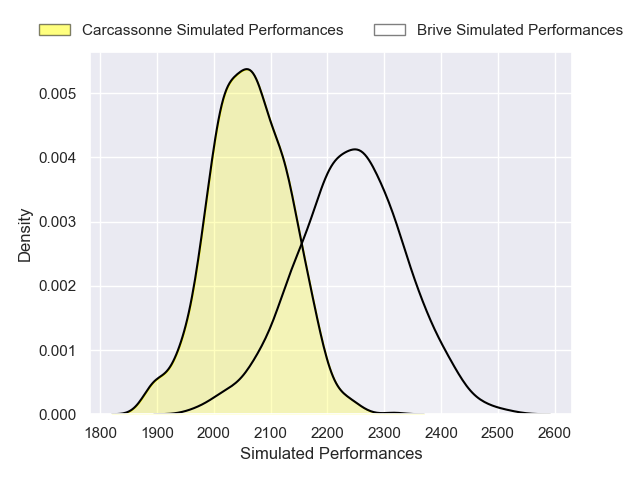 Carcassonne Simulated Performances Brive Simulated Performances
0.005
0.004
0.003
0.002
0.001
0.000
Density
1800 1900 2000 2100 2200 2300 2400 2500 2600
Simulated Performances